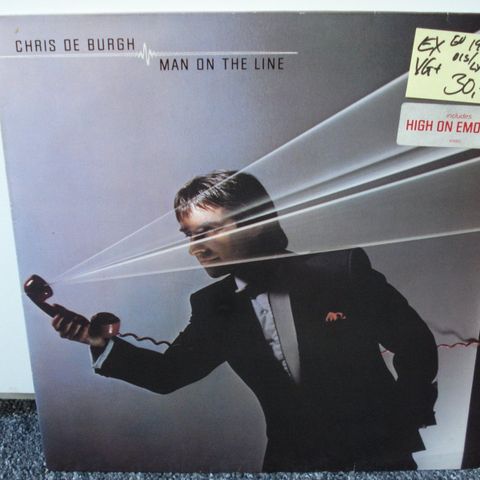 CHRIS DE BURGH
MAN ON THE LINE
EX
VG+
30,-
includes
HIGH ON EMO